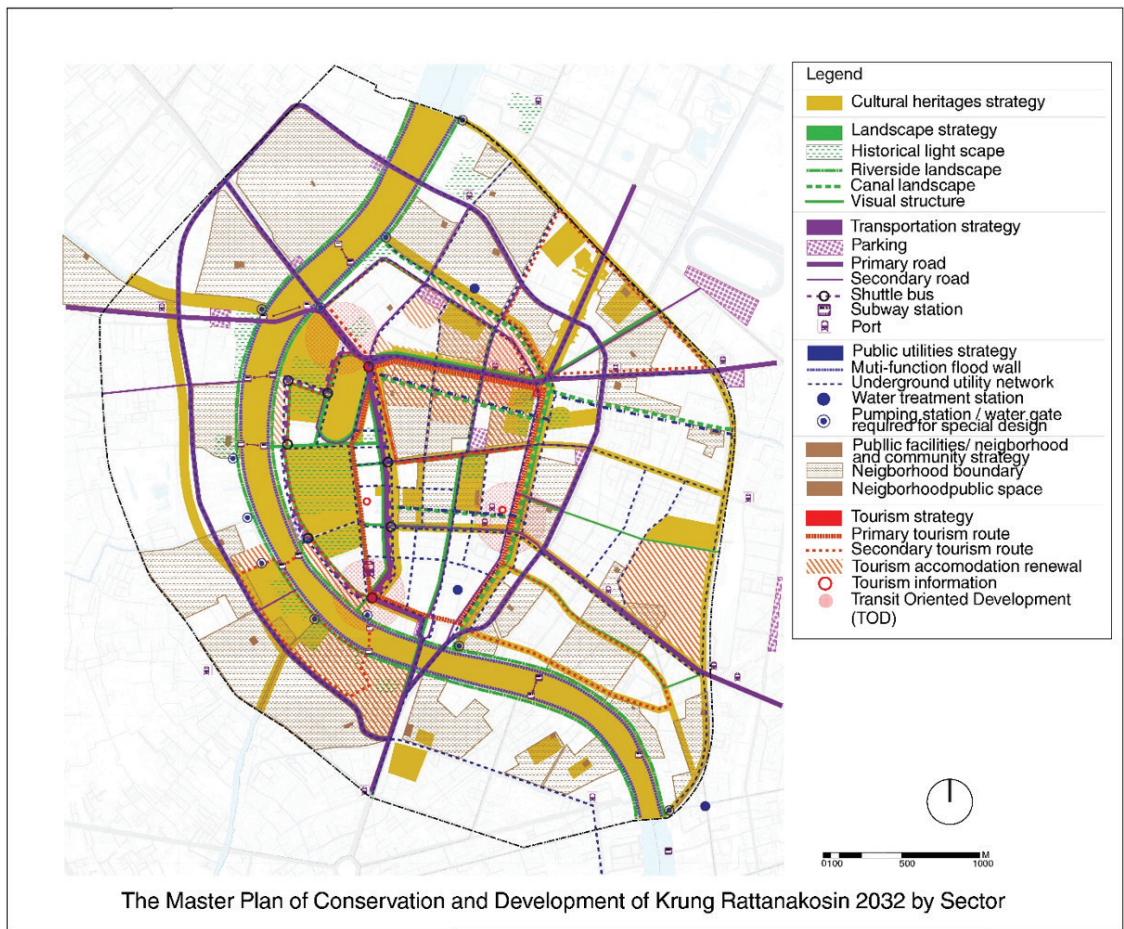 Legend
Cultural heritages strategy
Landscape strategy
Historical light scape
Riverside landscape
Canal landscape
Visual structure
Transportation strategy
Parking
Primary road
Secondary road
Shuttle bus
Subway station
Port
Public utilities strategy
Muti-function flood wall
Underground utility network
Water treatment station
Pumping station / water gate
required for special design
Publlic facilities/ neigborhood
and community strategy
Neigborhood boundary
Neigborhoodpublic space
Tourism strategy
Primary tourism route
Secondary tourism route
Tourism accomodation renewal
Tourism information
Transit Oriented Development
(TOD)
M
0 100 500 1000
The Master Plan of Conservation and Development of Krung Rattanakosin 2032 by Sector